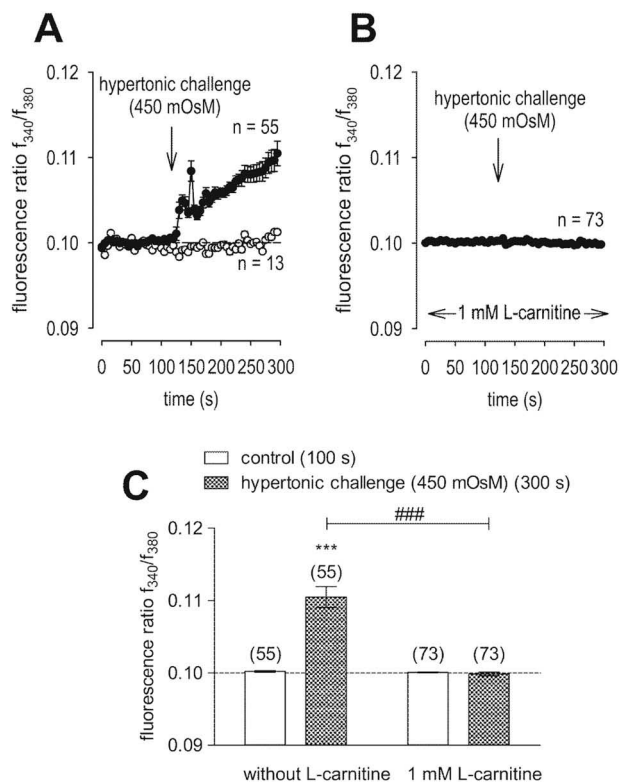 A
fluorescence ratio f340/f380
0.12
0.11
0.10
0.09
hypertonic challenge
(450 mOsM)
n = 55
n = 13
0 50 100 150 200 250 300
time (s)
B
0.12
0.11
0.10
0.09
fluorescence ratio f340/f380
hypertonic challenge
(450 mOsM)
n = 73
1 mM L-carnitine
0 50 100 150 200 250 300
time (s)
C
control (100 s)
hypertonic challenge (450 mOsM) (300 s)
fluorescence ratio f340/f380
0.12
0.11
0.10
0.09
###
***
(55)
(55)
(73)
(73)
without L-carnitine
1 mM L-carnitine